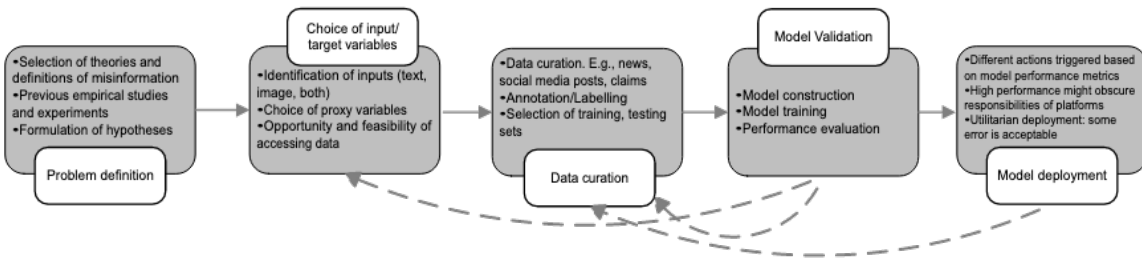 •Selection of theories and
definitions of misinformation
•Previous empirical studies
and experiments
•Formulation of hypotheses
Problem definition
Choice of input/
target variables
•Identification of inputs (text,
image, both)
•Choice of proxy variables
•Opportunity and feasibility of
accessing data
•Data curation. E.g., news,
social media posts, claims
•Annotation/Labelling
•Selection of training, testing
sets
Data curation
Model Validation
•Model construction
•Model training
•Performance evaluation
•Different actions triggered based
on model performance metrics
•High performance might obscure
responsibilities of platforms
•Utilitarian deployment: some
error is acceptable
Model deployment